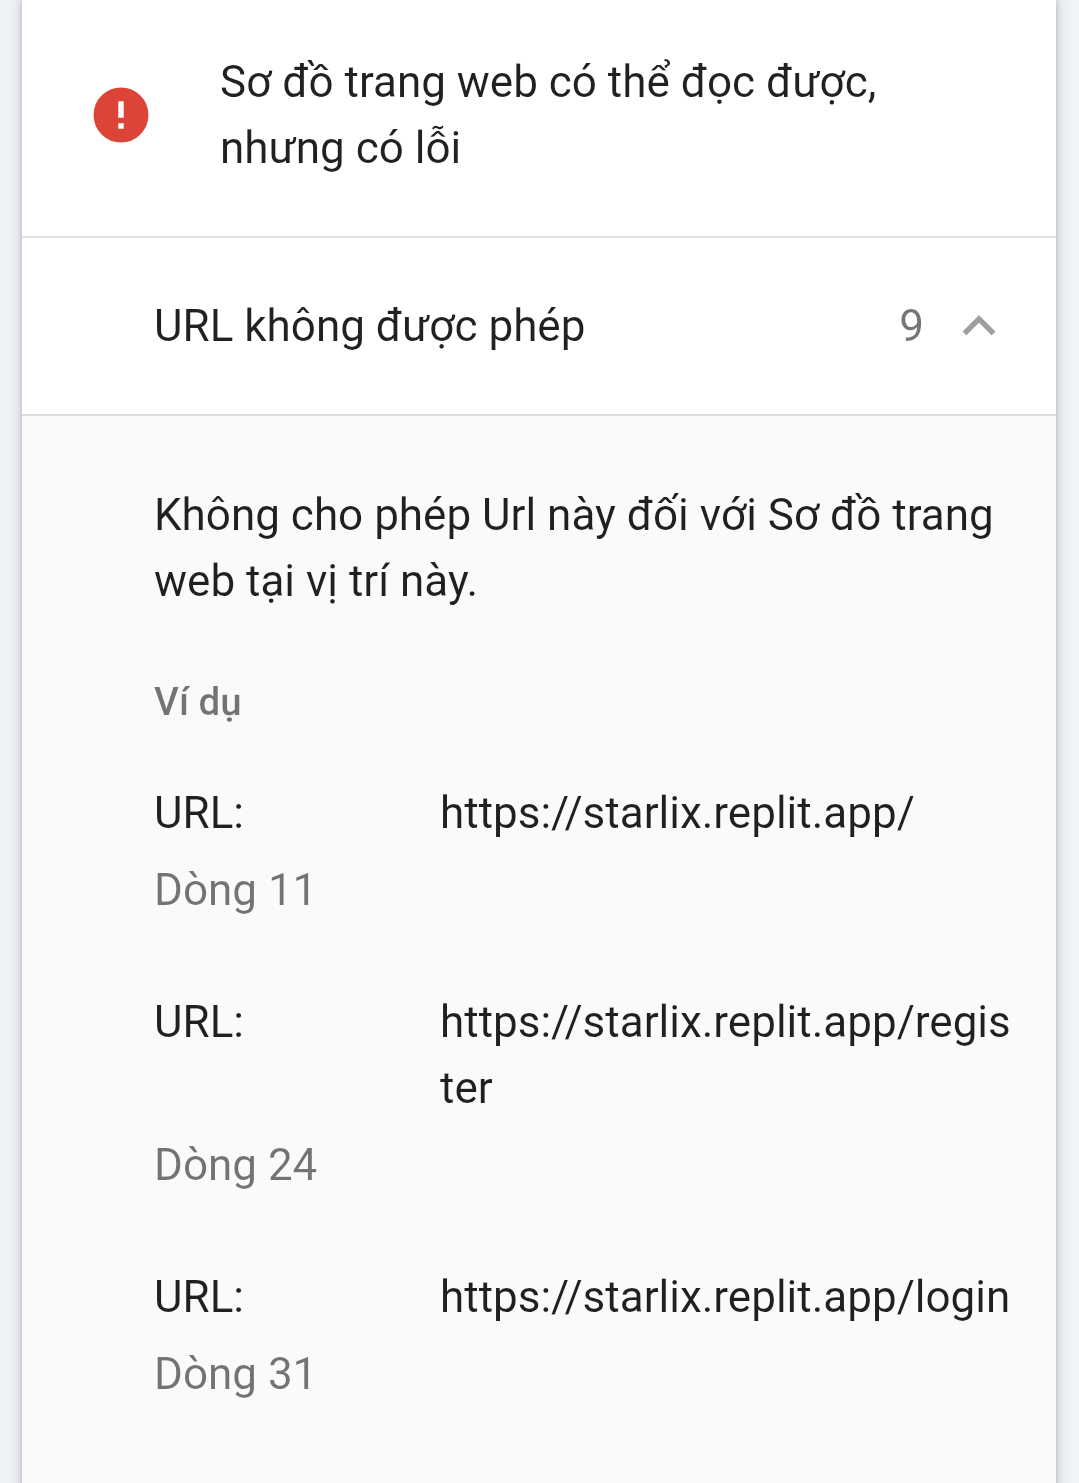 Sơ đồ trang web có thể đọc được,
nhưng có lỗi
URL không được phép 9
Không cho phép Url này đối với Sơ đồ trang
web tại vị trí này.
Ví dụ
URL: https://starlix.replit.app/
Dòng 11
URL: https://starlix.replit.app/regis
ter
Dòng 24
URL: https://starlix.replit.app/login
Dòng 31